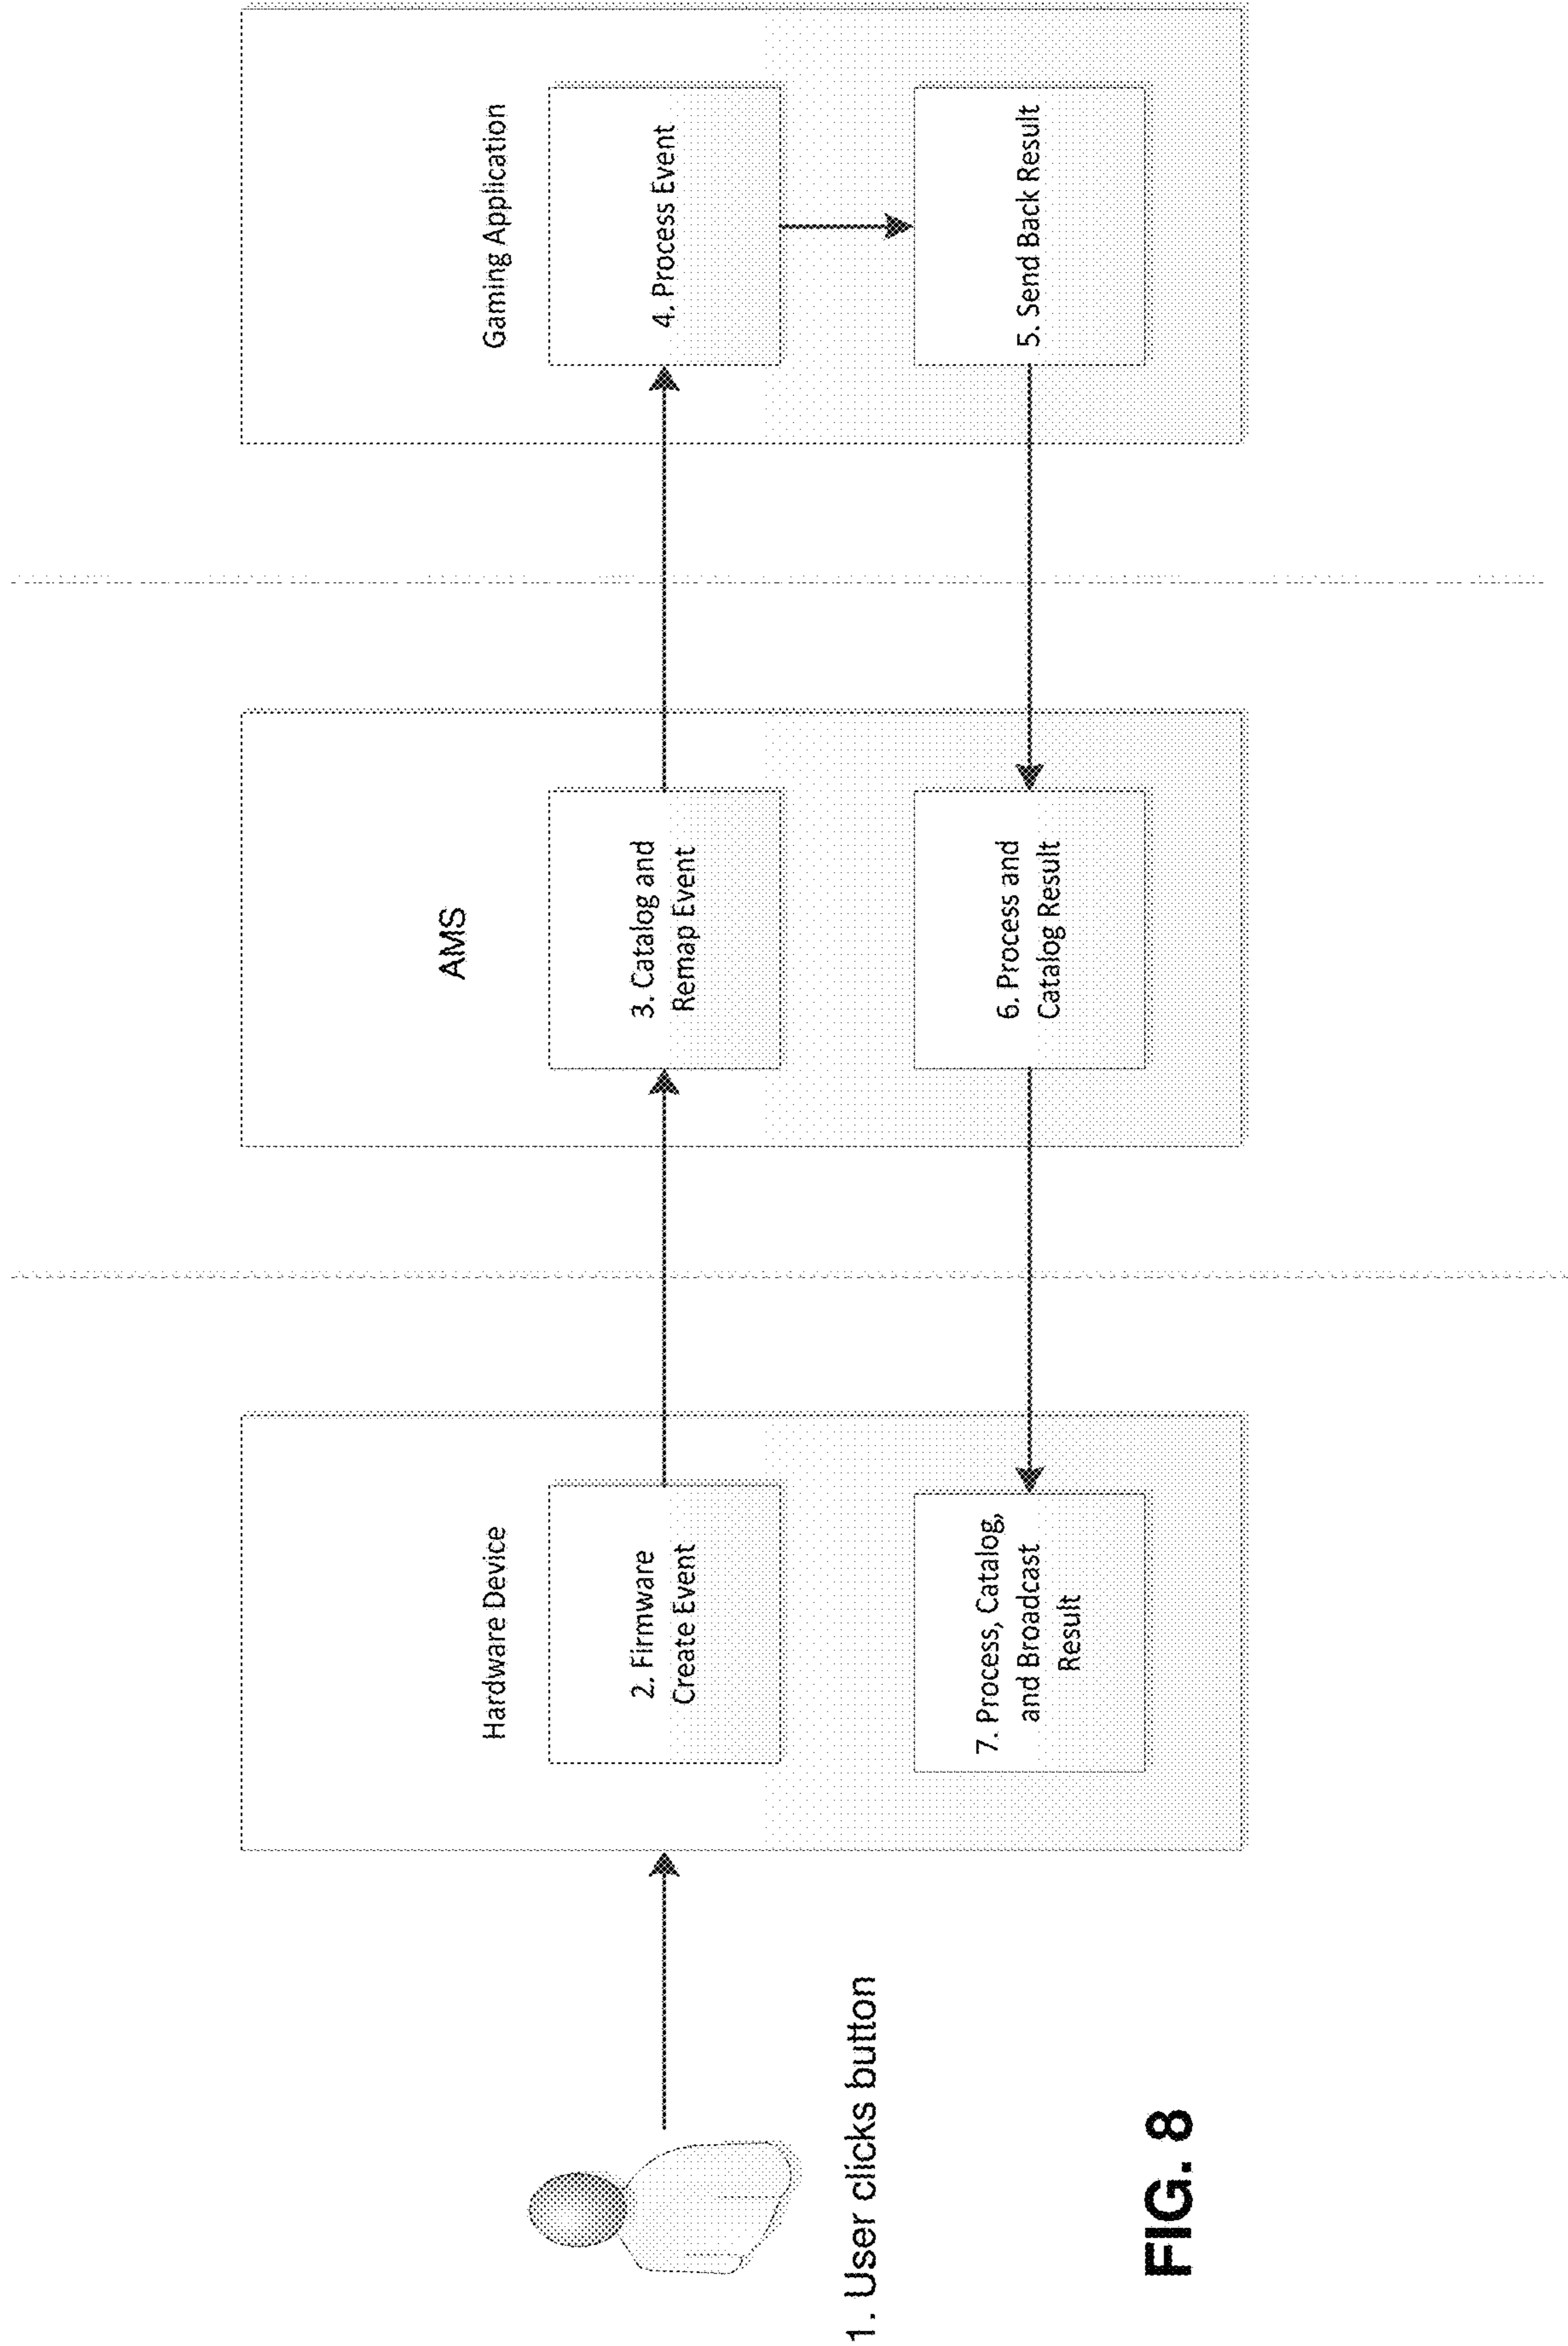 1. User clicks button
Hardware Device
2. Firmware
Create Event
7. Process, Catalog,
and Broadcast
Result
AMS
3. Catalog and
Remap Event
6. Process and
Catalog Result
Gaming Application
4. Process Event
5. Send Back Result
FIG. 8